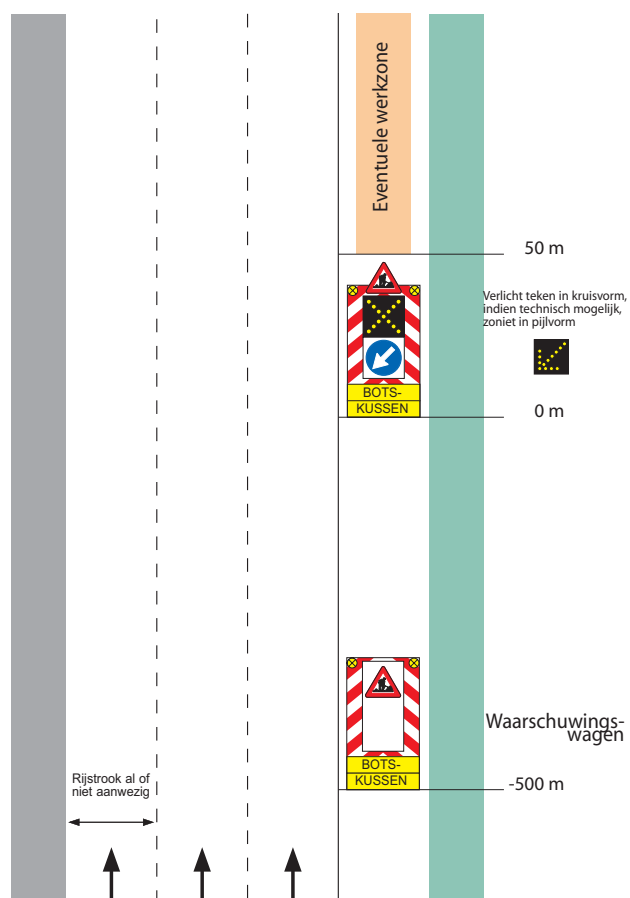 Eventuele werkzone
50 m
Verlicht teken in kruisvorm,
indien technisch mogelijk,
zoniet in pijlvorm
BOTS-
KUSSEN
0 m
Waarschuwings-
wagen
BOTS-
KUSSEN
-500 m
Rijstrook al of
niet aanwezig